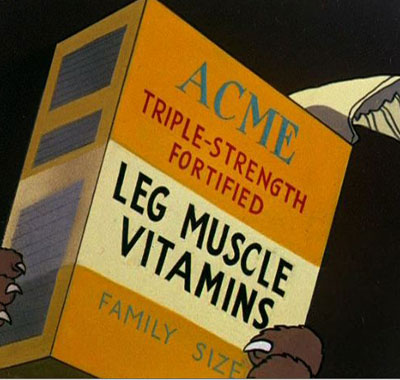 ACME
TRIPLE-STRENGTH
FORTIFIED
LEG MUSCLE
VITAMINS
FAMILY SIZE